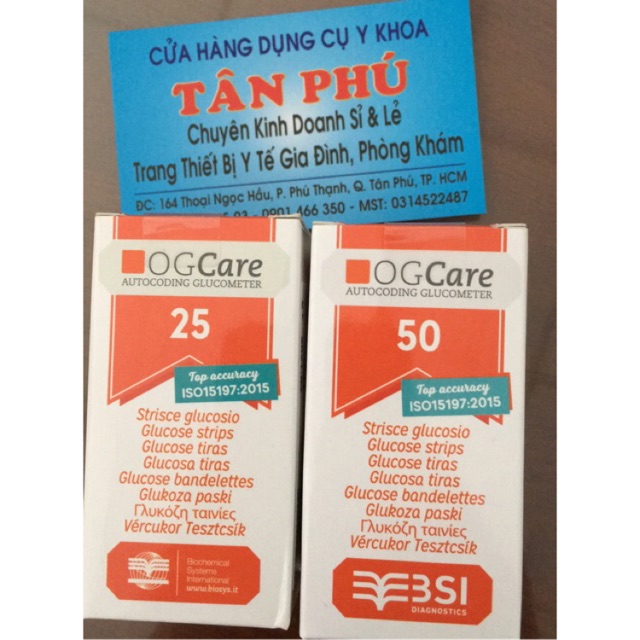 CỬA HÀNG DỤNG CỤ Y KHOA
TÂN PHÚ
Chuyên Kinh Doanh Sỉ & Lẻ
Trang Thiết Bị Y Tế Gia Đình, Phòng Khám
ĐC: 164 Thoại Ngọc Hầu, P. Phú Thạnh, Q. Tân Phú, TP. HCM
0901 466 350 - MST: 0314522487
OGCare
AUTOCODING GLUCOMETER
25
Top accuracy
ISO15197:2015
Strisce glucosio
Glucose strips
Glucose tiras
Glucosa tiras
Glucose bandelettes
Glukoza paski
Γλυκόζη ταινίες
Vércukor Tesztcsík
Biochemical
Systems
International
www.biosys.it
OGCare
AUTOCODING GLUCOMETER
50
Top accuracy
ISO15197:2015
Strisce glucosio
Glucose strips
Glucose tiras
Glucosa tiras
Glucose bandelettes
Glukoza paski
Γλυκόζη ταινίες
Vércukor Tesztcsík
BSI
DIAGNOSTICS